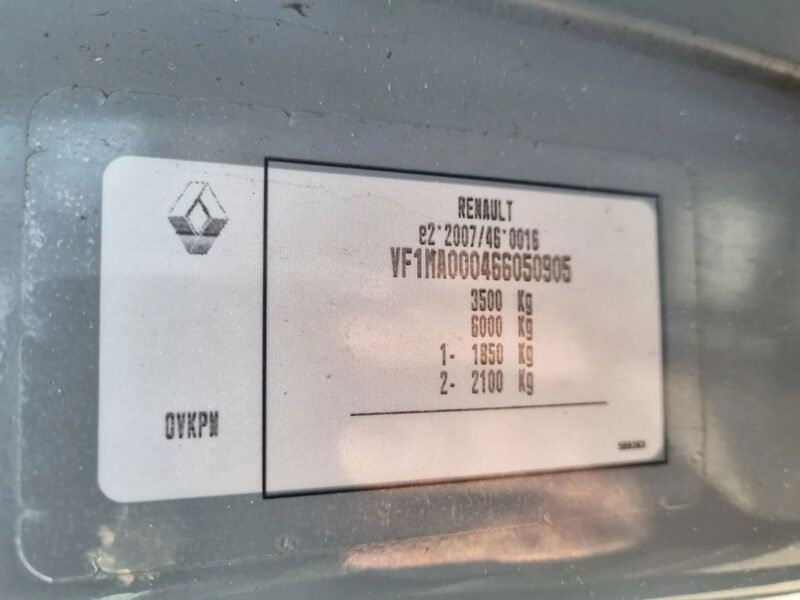 RENAULT
e2*2007/46*0016
VF1MA000466050905
3500 Kg
6000 Kg
1- 1850 Kg
2- 2100 Kg
OVKPN